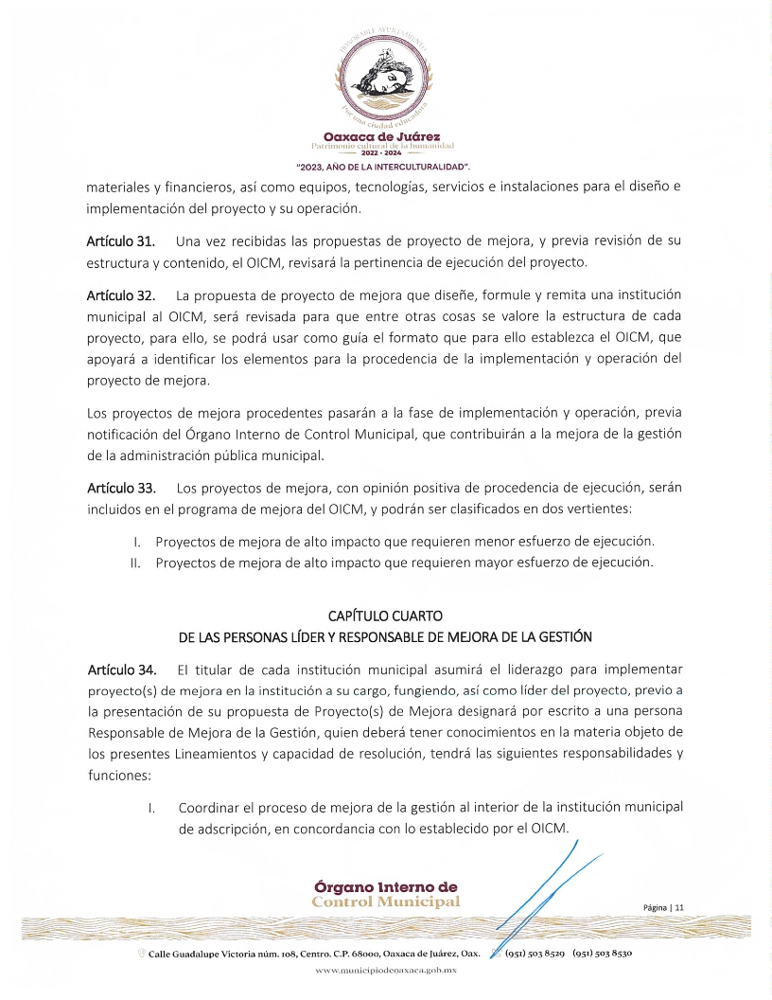 HONORABLE AYUNTAMIENTO
Por una ciudad educadora
Oaxaca de Juárez
Patrimonio cultural de la humanidad
2022 - 2024
"2023, AÑO DE LA INTERCULTURALIDAD".
materiales y financieros, así como equipos, tecnologías, servicios e instalaciones para el diseño e
implementación del proyecto y su operación.
Artículo 31. Una vez recibidas las propuestas de proyecto de mejora, y previa revisión de su
estructura y contenido, el OICM, revisará la pertinencia de ejecución del proyecto.
Artículo 32. La propuesta de proyecto de mejora que diseñe, formule y remita una institución
municipal al OICM, será revisada para que entre otras cosas se valore la estructura de cada
proyecto, para ello, se podrá usar como guía el formato que para ello establezca el OICM, que
apoyará a identificar los elementos para la procedencia de la implementación y operación del
proyecto de mejora.
Los proyectos de mejora procedentes pasarán a la fase de implementación y operación, previa
notificación del Órgano Interno de Control Municipal, que contribuirán a la mejora de la gestión
de la administración pública municipal.
Artículo 33. Los proyectos de mejora, con opinión positiva de procedencia de ejecución, serán
incluidos en el programa de mejora del OICM, y podrán ser clasificados en dos vertientes:
I. Proyectos de mejora de alto impacto que requieren menor esfuerzo de ejecución.
II. Proyectos de mejora de alto impacto que requieren mayor esfuerzo de ejecución.
CAPÍTULO CUARTO
DE LAS PERSONAS LÍDER Y RESPONSABLE DE MEJORA DE LA GESTIÓN
Artículo 34. El titular de cada institución municipal asumirá el liderazgo para implementar
proyecto(s) de mejora en la institución a su cargo, fungiendo, así como líder del proyecto, previo a
la presentación de su propuesta de Proyecto(s) de Mejora designará por escrito a una persona
Responsable de Mejora de la Gestión, quien deberá tener conocimientos en la materia objeto de
los presentes Lineamientos y capacidad de resolución, tendrá las siguientes responsabilidades y
funciones:
I. Coordinar el proceso de mejora de la gestión al interior de la institución municipal
de adscripción, en concordancia con lo establecido por el OICM.
Órgano Interno de
Control Municipal
Página | 11
Calle Guadalupe Victoria núm. 108, Centro. C.P. 68000, Oaxaca de Juárez, Oax. (951) 503 8529 (951) 503 8530
www.municipiodeoaxaca.gob.mx